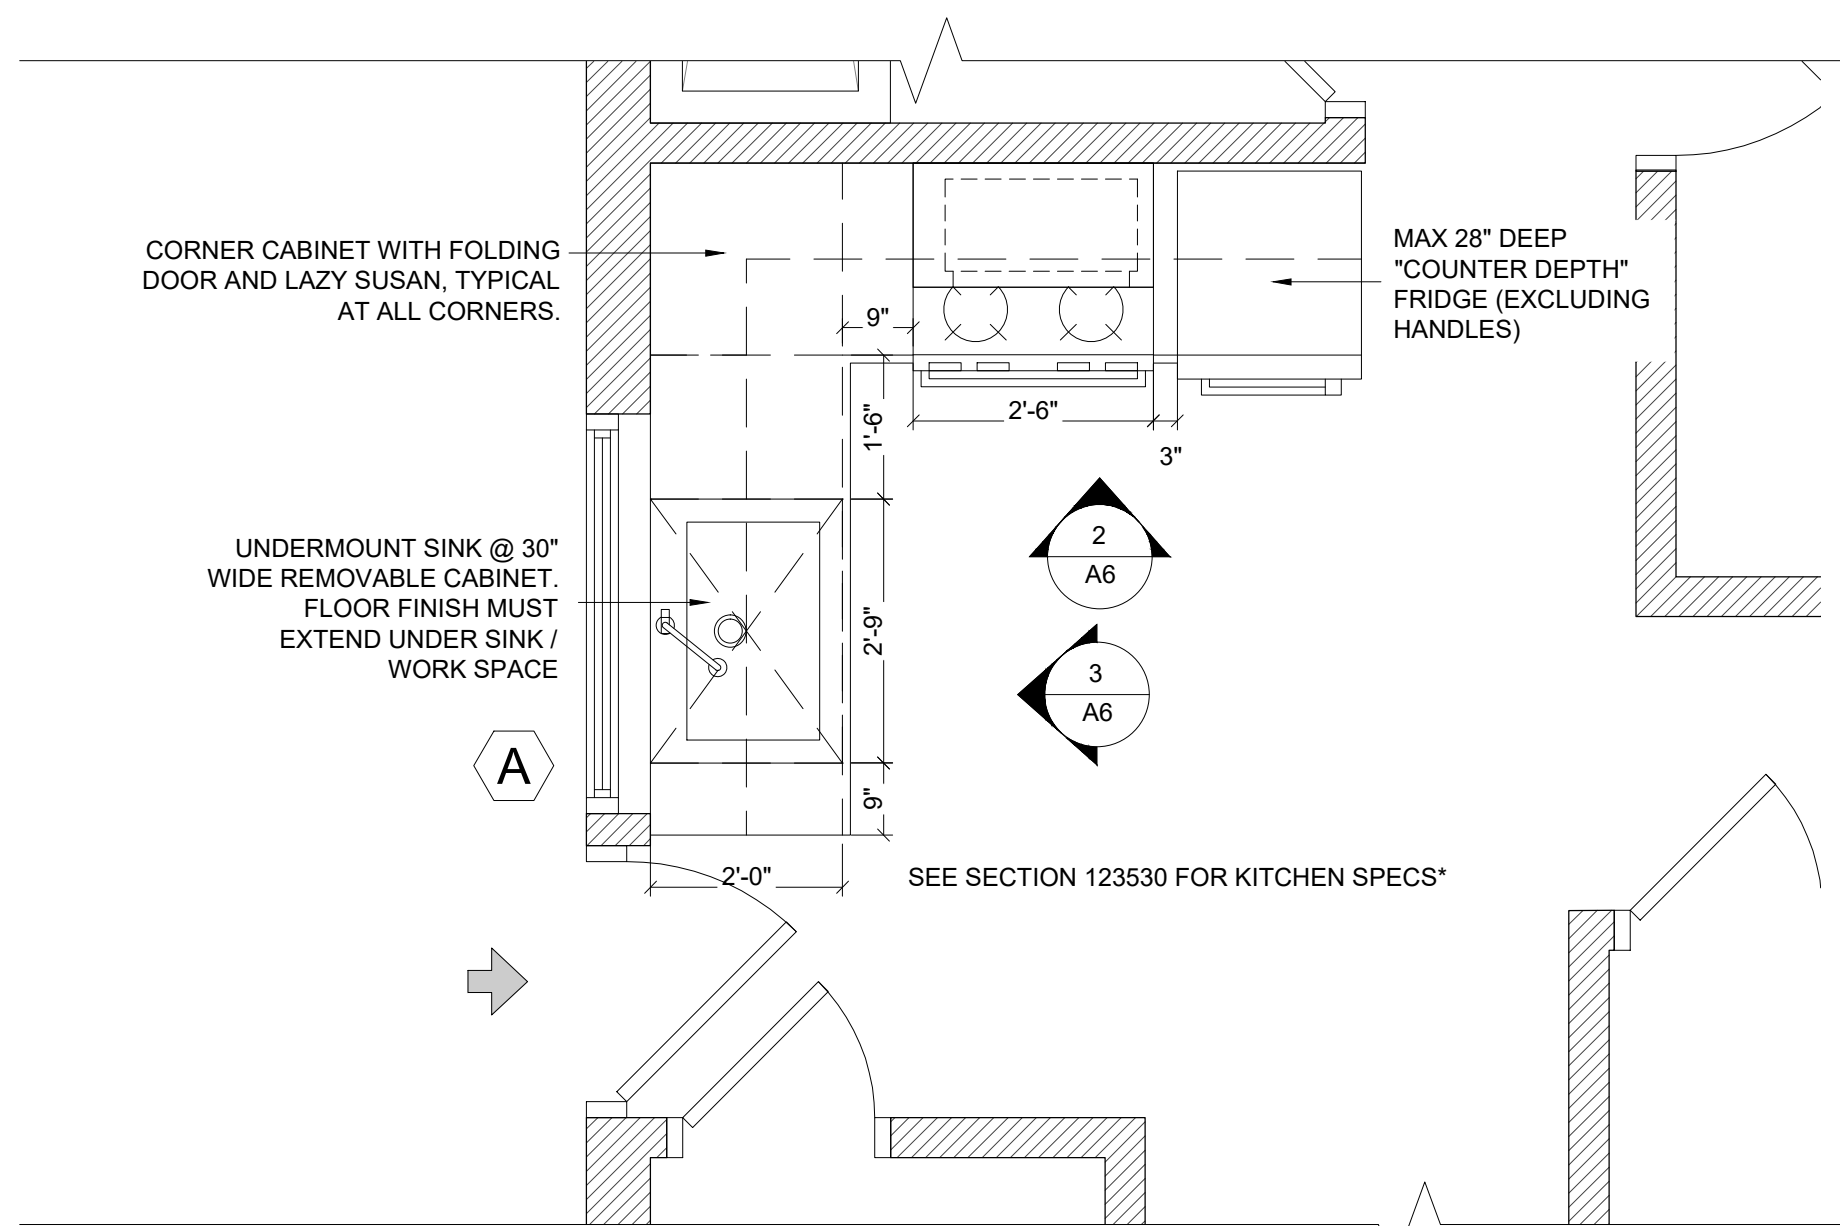 CORNER CABINET WITH FOLDING
DOOR AND LAZY SUSAN, TYPICAL
AT ALL CORNERS.
MAX 28" DEEP
"COUNTER DEPTH"
FRIDGE (EXCLUDING
HANDLES)
9"
2'-6"
3"
1'-6"
2
A6
UNDERMOUNT SINK @ 30"
WIDE REMOVABLE CABINET.
FLOOR FINISH MUST
EXTEND UNDER SINK /
WORK SPACE
2'-9"
3
A6
A
9"
2'-0"
SEE SECTION 123530 FOR KITCHEN SPECS*